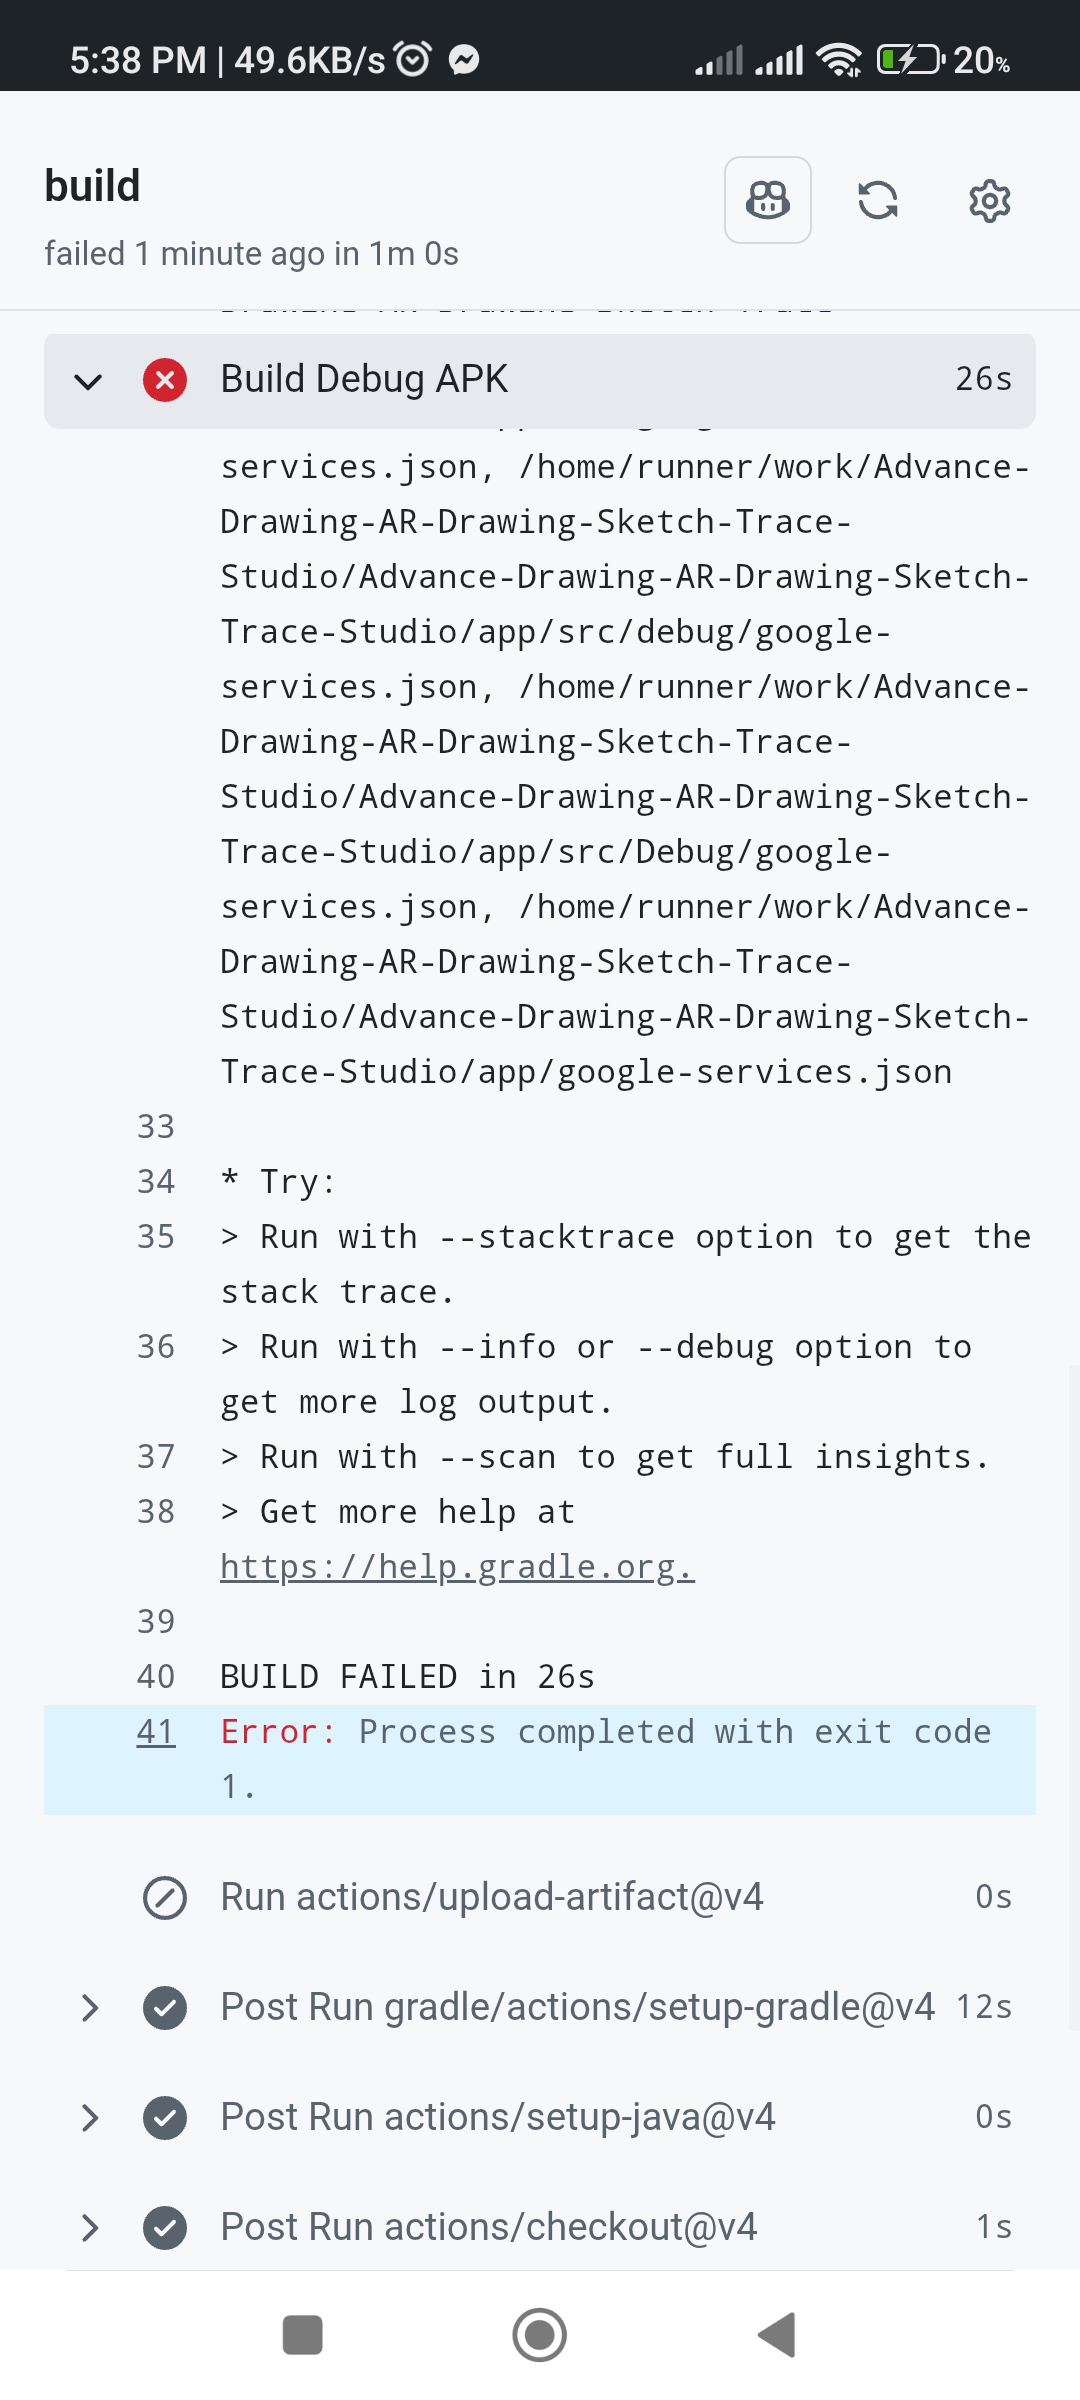 5:38 PM | 49.6KB/s 20%
build
failed 1 minute ago in 1m 0s
Build Debug APK 26s
services.json, /home/runner/work/Advance-
Drawing-AR-Drawing-Sketch-Trace-
Studio/Advance-Drawing-AR-Drawing-Sketch-
Trace-Studio/app/src/debug/google-
services.json, /home/runner/work/Advance-
Drawing-AR-Drawing-Sketch-Trace-
Studio/Advance-Drawing-AR-Drawing-Sketch-
Trace-Studio/app/src/Debug/google-
services.json, /home/runner/work/Advance-
Drawing-AR-Drawing-Sketch-Trace-
Studio/Advance-Drawing-AR-Drawing-Sketch-
Trace-Studio/app/google-services.json
33
34 * Try:
35 > Run with --stacktrace option to get the
stack trace.
36 > Run with --info or --debug option to
get more log output.
37 > Run with --scan to get full insights.
38 > Get more help at
https://help.gradle.org.
39
40 BUILD FAILED in 26s
41 Error: Process completed with exit code
1.
Run actions/upload-artifact@v4 0s
Post Run gradle/actions/setup-gradle@v4 12s
Post Run actions/setup-java@v4 0s
Post Run actions/checkout@v4 1s